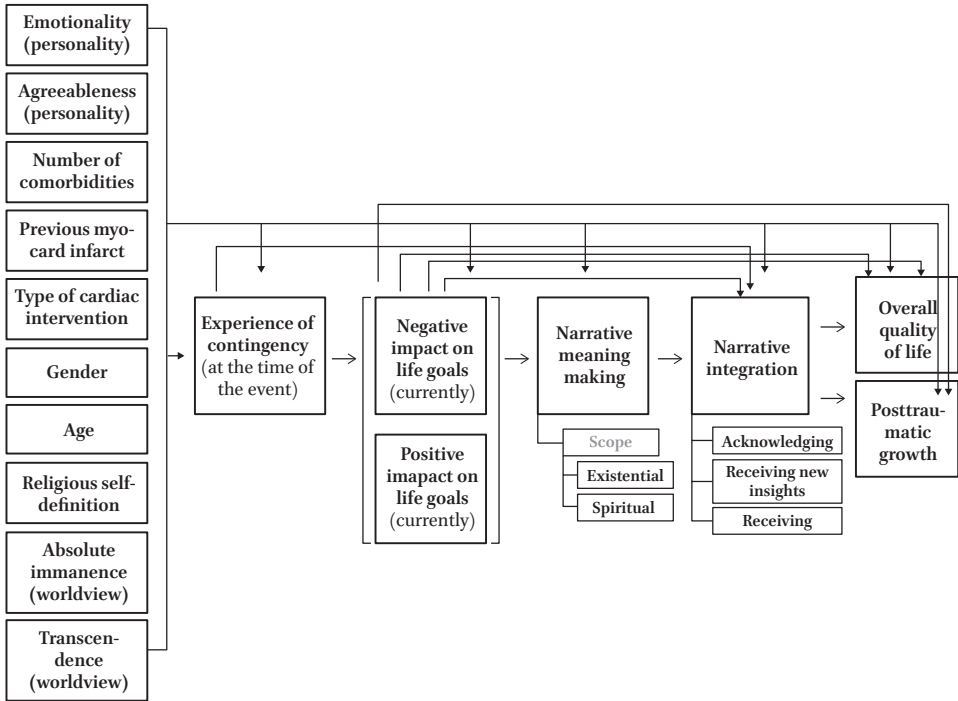 Emotionality
(personality)
Agreeableness
(personality)
Number of
comorbidities
Previous myo-
card infarct
Type of cardiac
intervention
Gender
Age
Religious self-
definition
Absolute
immanence
(worldview)
Transcen-
dence
(worldview)
Experience of
contingency
(at the time of
the event)
Negative
impact on
life goals
(currently)
Positive
imapact on
life goals
(currently)
Narrative
meaning
making
Scope
Existential
Spiritual
Narrative
integration
Acknowledging
Receiving new
insights
Receiving
Overall
quality
of life
Posttrau-
matic
growth